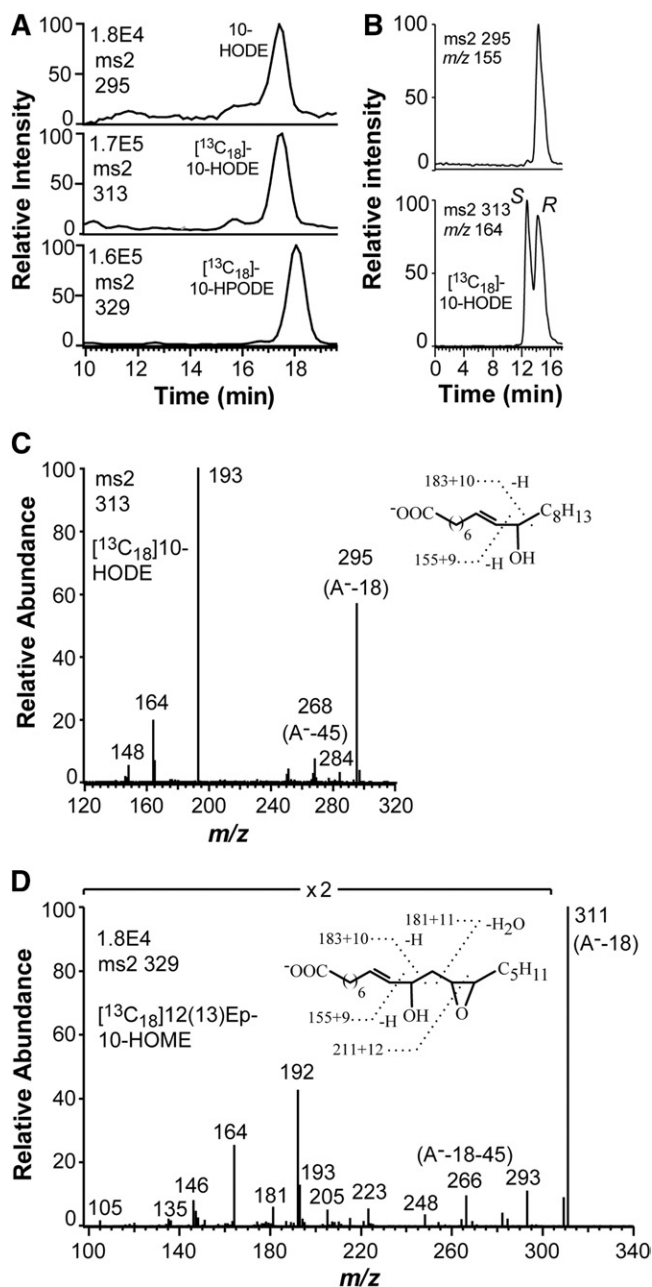 A
1.8E4
ms2
295
10-
HODE
100
50
0
1.7E5
ms2
313
[¹³C₁₈]-
10-HODE
100
50
0
1.6E5
ms2
329
[¹³C₁₈]-
10-HPODE
100
50
0
10 12 14 16 18
Time (min)
Relative Intensity
B
ms2 295
m/z 155
100
50
0
S R
ms2 313
m/z 164
[¹³C₁₈]-
10-HODE
100
50
0
0 4 8 12 16
Time (min)
Relative intensity
C
ms2
313
[¹³C₁₈]10-
HODE
193
295
(A⁻-18)
268
(A⁻-45)
284
164
148
183+10 -H
⁻OOC ( )₆ C₈H₁₃
OH
155+9 -H
100
80
60
40
20
0
120 160 200 240 280 320
m/z
Relative Abundance
D
x 2
1.8E4
ms2 329
[¹³C₁₈]12(13)Ep-
10-HOME
181+11 -H₂O
183+10 -H
⁻OOC ( )₆ C₅H₁₁
155+9 -H OH O
211+12
311
(A⁻-18)
192
164
193
146
181
205
223
(A⁻-18-45)
266
293
248
105
135
100
80
60
40
20
0
100 140 180 220 260 300 340
m/z
Relative Abundance